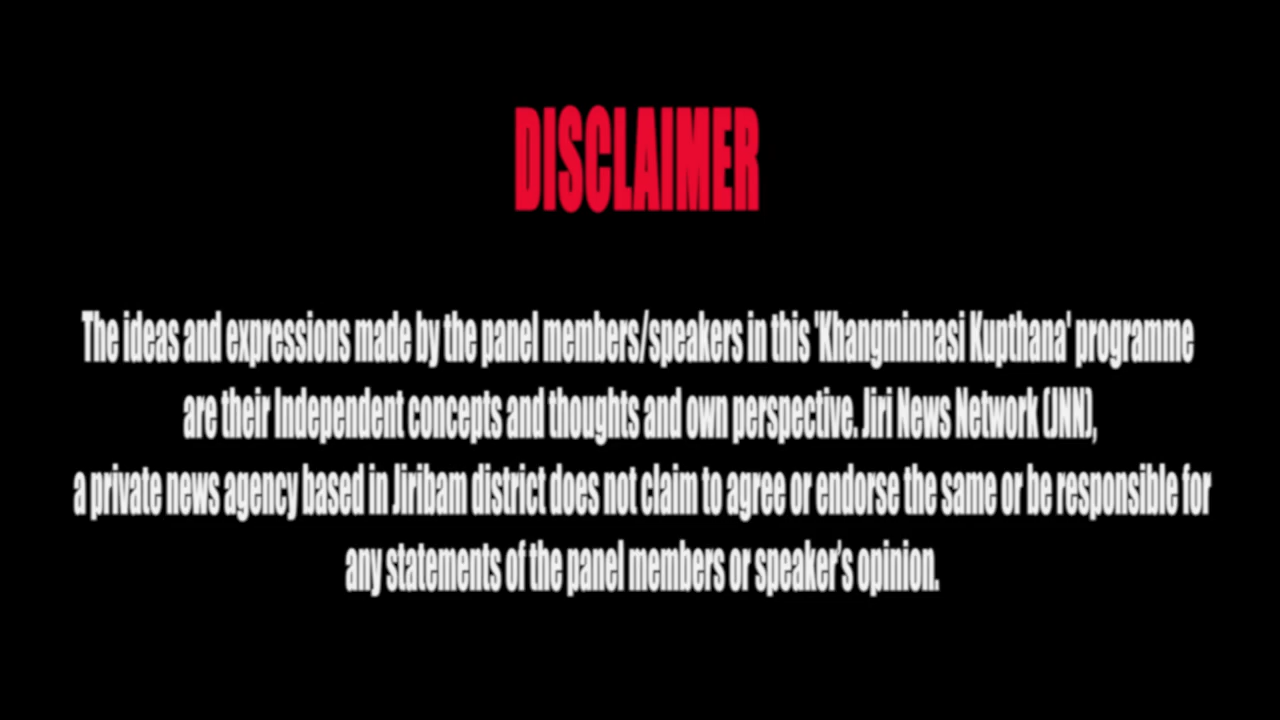 DISCLAIMER
The ideas and expressions made by the panel members/speakers in this 'Khangminnasi Kupthana' programme
are their Independent concepts and thoughts and own perspective. Jiri News Network (JNN),
a private news agency based in Jiribam district does not claim to agree or endorse the same or be responsible for
any statements of the panel members or speaker's opinion.